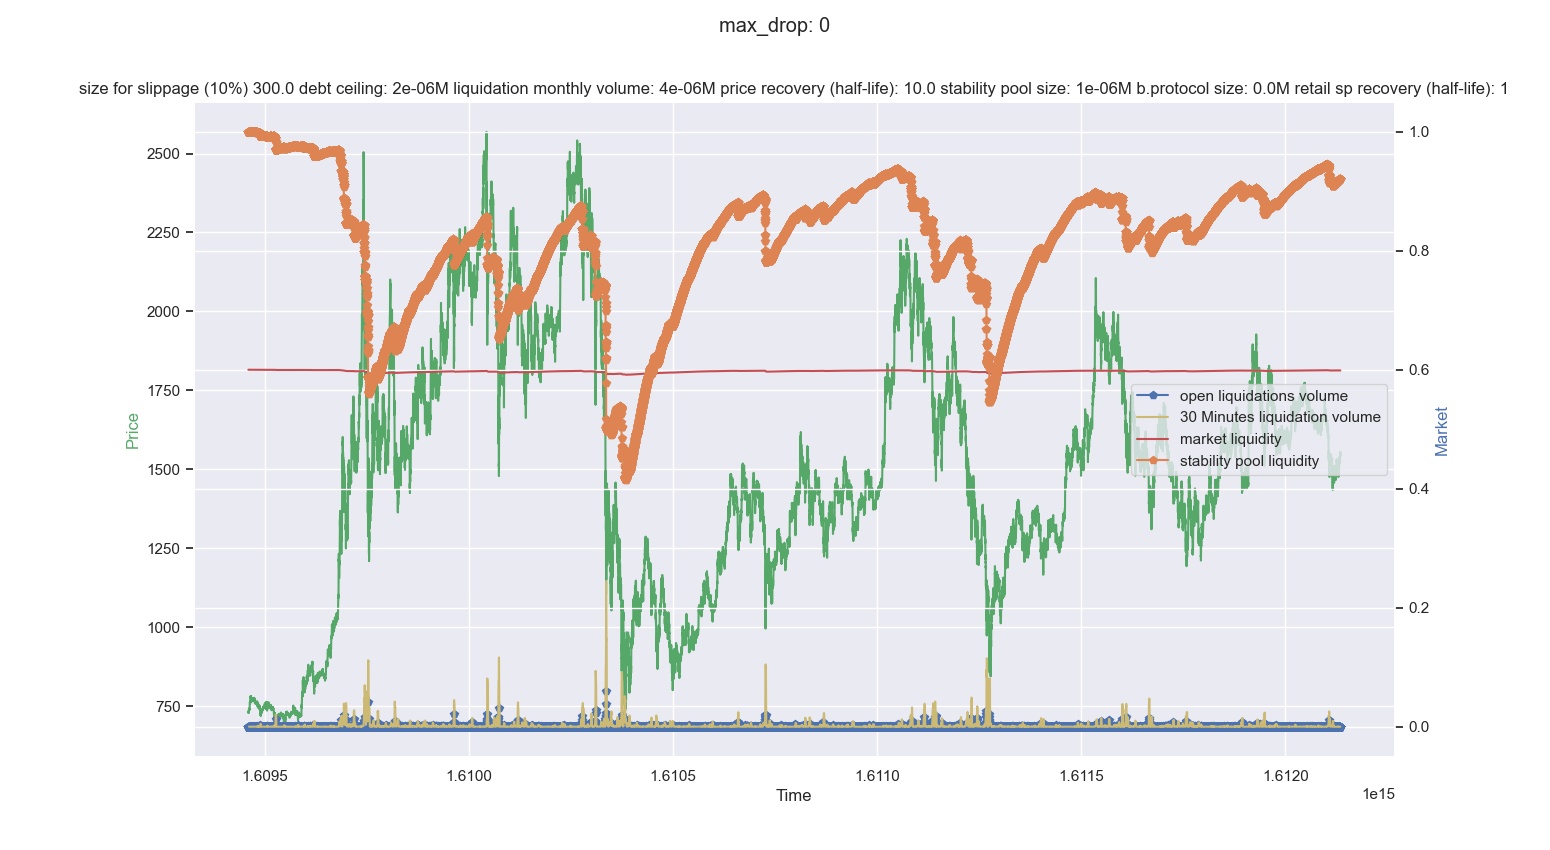 max_drop: 0
size for slippage (10%) 300.0 debt ceiling: 2e-06M liquidation monthly volume: 4e-06M price recovery (half-life): 10.0 stability pool size: 1e-06M b.protocol size: 0.0M retail sp recovery (half-life): 1
2500
2250
2000
1750
1500
1250
1000
750
Price
1.0
0.8
0.6
0.4
0.2
0.0
Market
open liquidations volume
30 Minutes liquidation volume
market liquidity
stability pool liquidity
1.6095
1.6100
1.6105
1.6110
1.6115
1.6120
Time
1e15